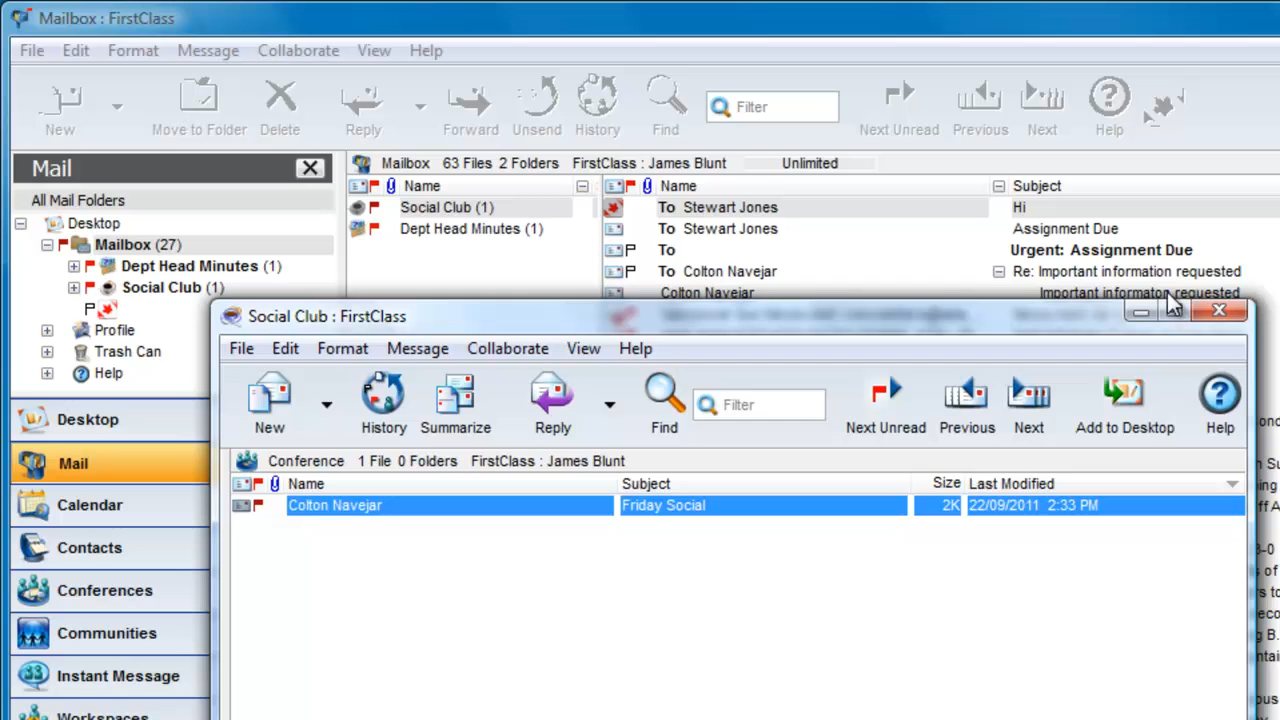 Mailbox : FirstClass
File Edit Format Message Collaborate View Help
New Move to Folder Delete Reply Forward Unsend History Find Filter Next Unread Previous Next Help
Mail
Mailbox 63 Files 2 Folders FirstClass : James Blunt Unlimited
Name Name Subject
All Mail Folders
Social Club (1) To Stewart Jones Hi
Desktop
Dept Head Minutes (1) To Stewart Jones Assignment Due
Mailbox (27)
To Urgent: Assignment Due
Dept Head Minutes (1)
To Colton Navejar Re: Important information requested
Social Club (1)
Colton Navejar Important information requested
Profile
Trash Can
Help
Desktop
Mail
Calendar
Contacts
Conferences
Communities
Instant Message
Workspaces
Social Club : FirstClass
File Edit Format Message Collaborate View Help
New History Summarize Reply Find Filter Next Unread Previous Next Add to Desktop Help
Conference 1 File 0 Folders FirstClass : James Blunt
Name Subject Size Last Modified
Colton Navejar Friday Social 2K 22/09/2011 2:33 PM